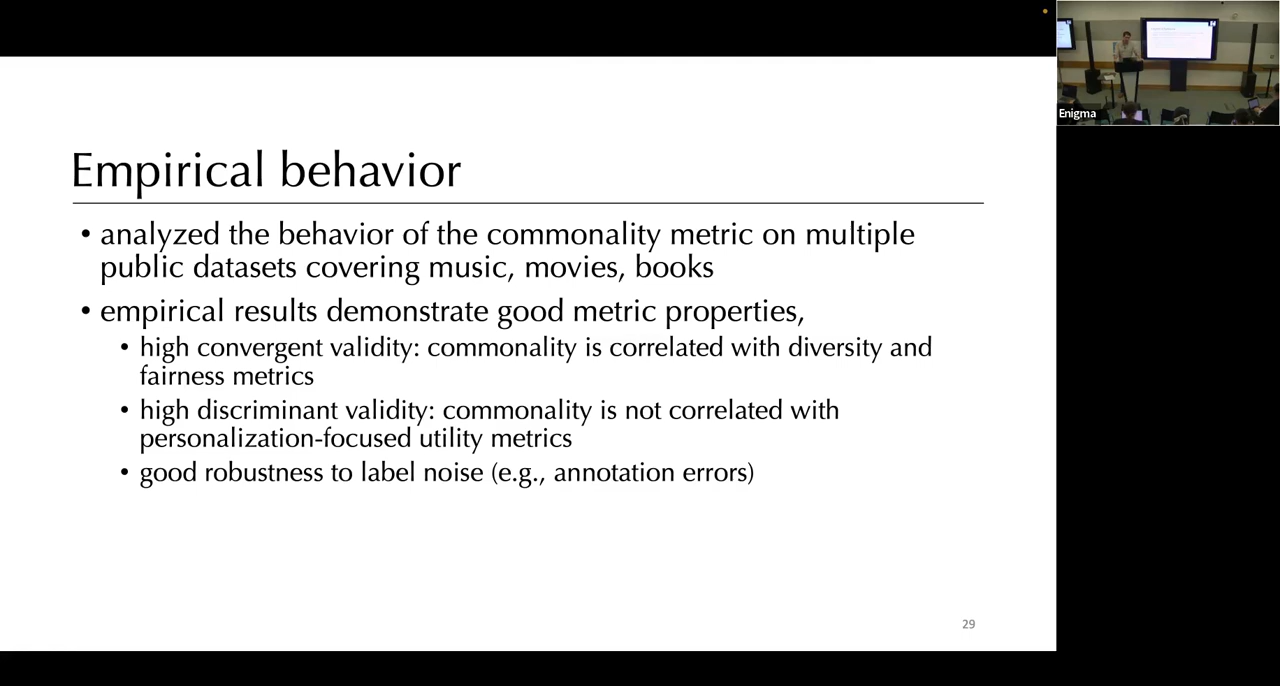 Empirical behavior
• analyzed the behavior of the commonality metric on multiple
public datasets covering music, movies, books
• empirical results demonstrate good metric properties,
• high convergent validity: commonality is correlated with diversity and
fairness metrics
• high discriminant validity: commonality is not correlated with
personalization-focused utility metrics
• good robustness to label noise (e.g., annotation errors)
29
Enigma